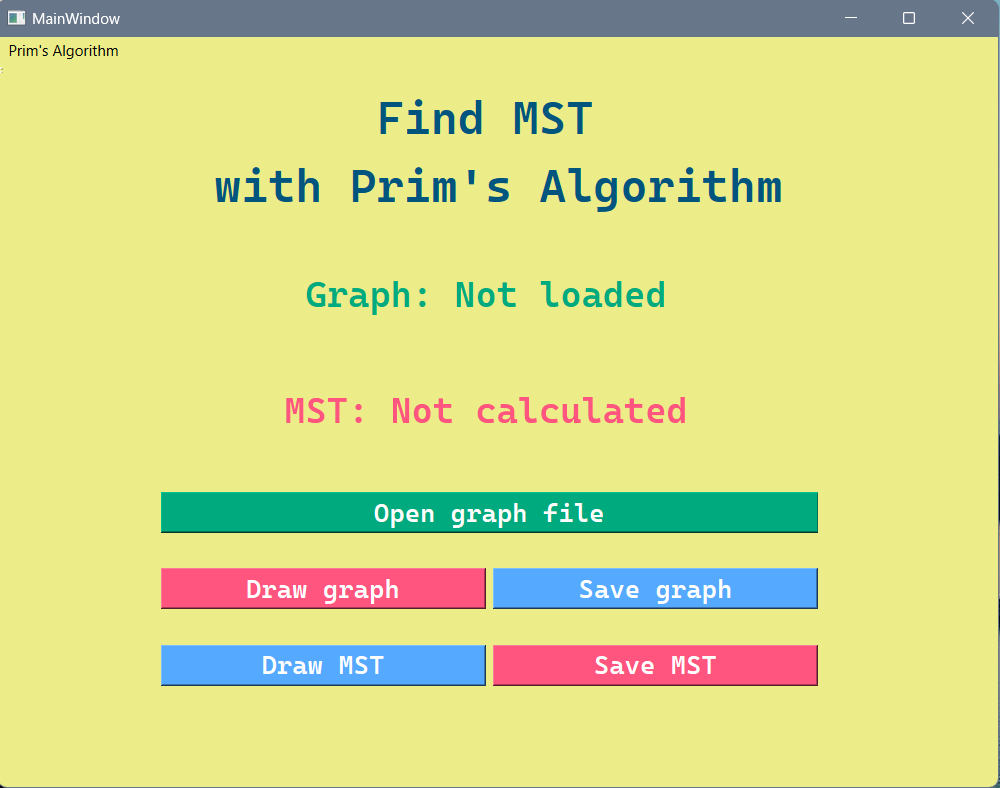 MainWindow
Prim's Algorithm
Find MST
with Prim's Algorithm
Graph: Not loaded
MST: Not calculated
Open graph file
Draw graph
Save graph
Draw MST
Save MST